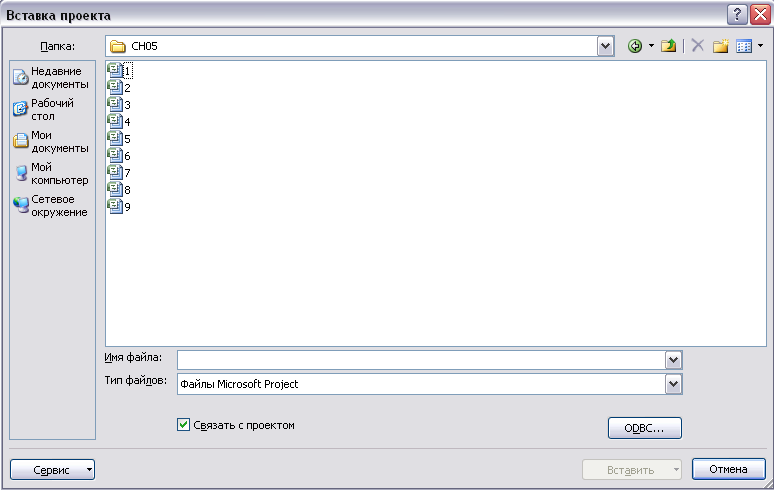 Вставка проекта
Папка:
CH05
Недавние
документы
Рабочий
стол
Мои
документы
Мой
компьютер
Сетевое
окружение
1
2
3
4
5
6
7
8
9
Имя файла:
Тип файлов:
Файлы Microsoft Project
Связать с проектом
ODBC...
Сервис
Вставить
Отмена